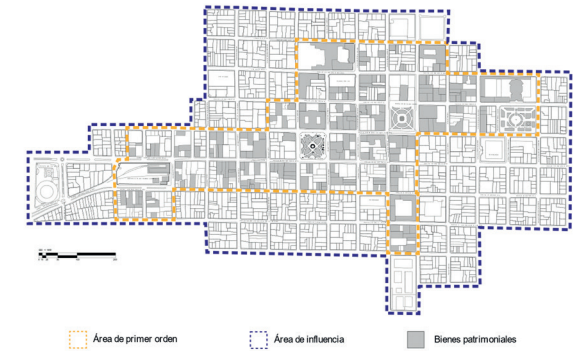 Área de primer orden
Área de influencia
Bienes patrimoniales